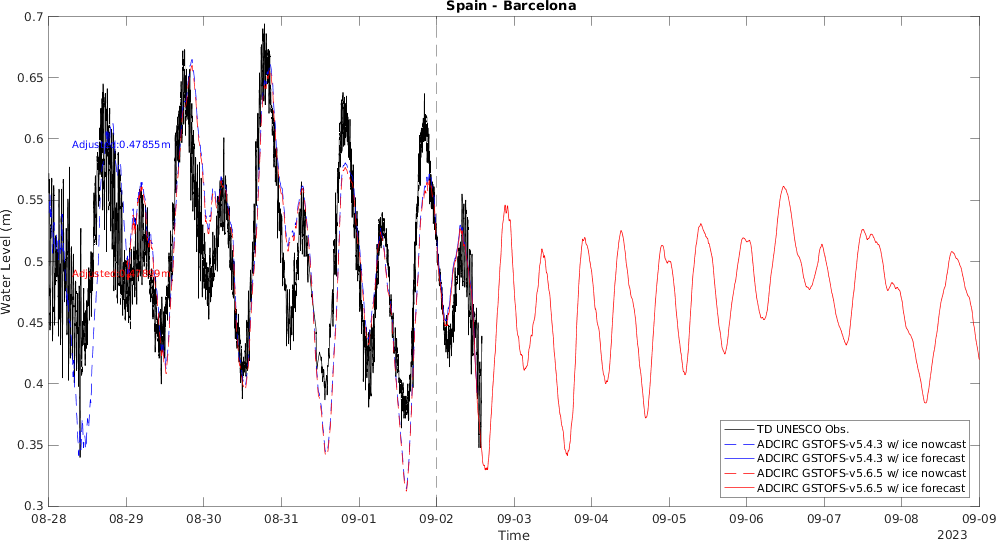 Spain - Barcelona
0.7
0.65
0.6
0.55
0.5
0.45
0.4
0.35
0.3
Water Level (m)
Adjusted:0.47855m
TD UNESCO Obs.
ADCIRC GSTOFS-v5.4.3 w/ ice nowcast
ADCIRC GSTOFS-v5.4.3 w/ ice forecast
ADCIRC GSTOFS-v5.6.5 w/ ice nowcast
ADCIRC GSTOFS-v5.6.5 w/ ice forecast
08-28 08-29 08-30 08-31 09-01 09-02 09-03 09-04 09-05 09-06 09-07 09-08 09-09
Time
2023